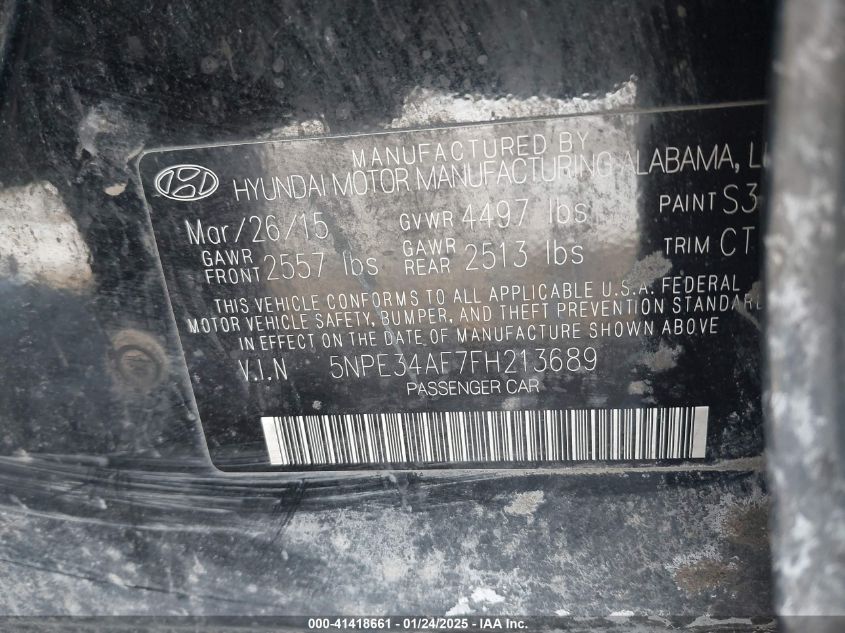 MANUFACTURED BY
HYUNDAI MOTOR MANUFACTURING ALABAMA,
Mar/26/15 GVWR 4497 lbs PAINT S3
GAWR FRONT 2557 lbs GAWR REAR 2513 lbs TRIM CT
THIS VEHICLE CONFORMS TO ALL APPLICABLE U.S.A. FEDERAL
MOTOR VEHICLE SAFETY, BUMPER, AND THEFT PREVENTION STANDARD
IN EFFECT ON THE DATE OF MANUFACTURE SHOWN ABOVE
V.I.N 5NPE34AF7FH213689
PASSENGER CAR
000-41418661 - 01/24/2025 - IAA Inc.